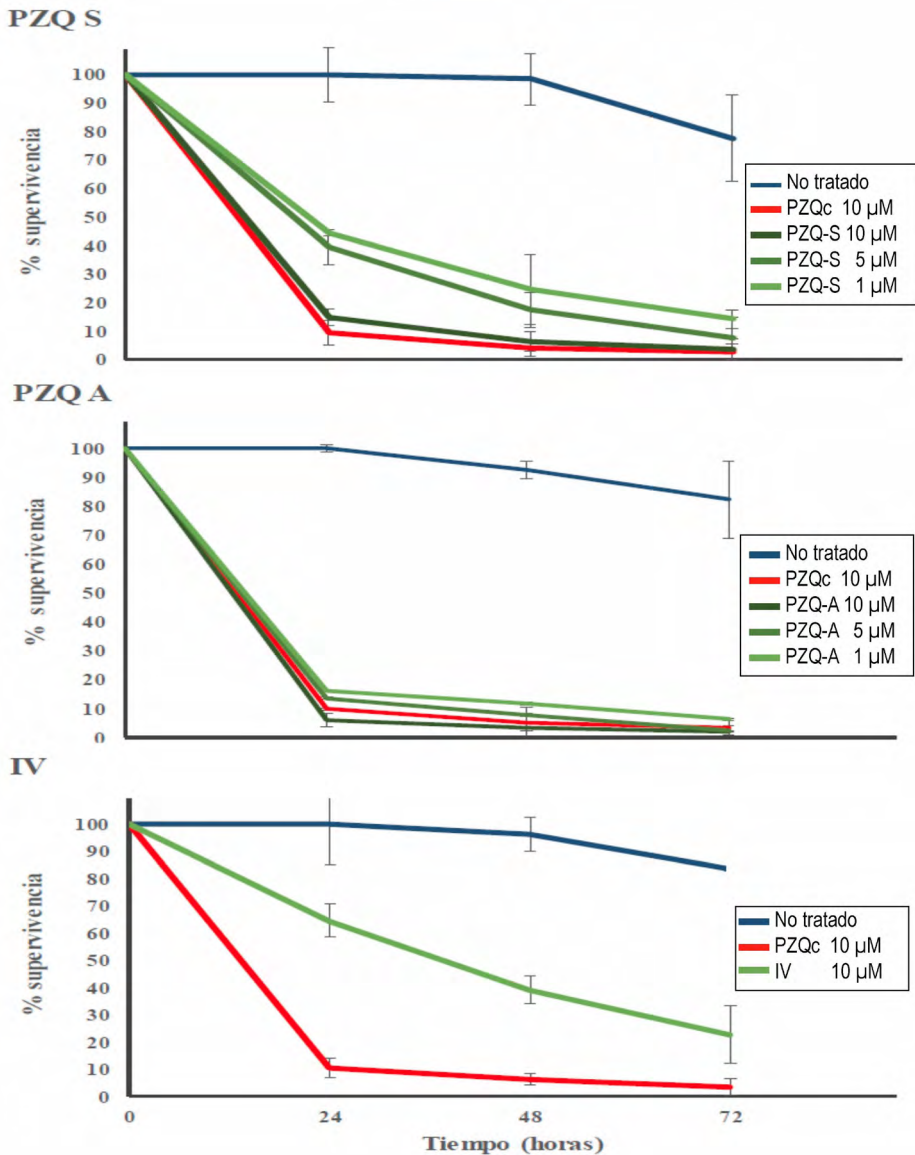 PZQ S
% supervivencia
100
90
80
70
60
50
40
30
20
10
0
No tratado
PZQc 10 µM
PZQ-S 10 µM
PZQ-S 5 µM
PZQ-S 1 µM
PZQ A
% supervivencia
100
90
80
70
60
50
40
30
20
10
0
No tratado
PZQc 10 µM
PZQ-A 10 µM
PZQ-A 5 µM
PZQ-A 1 µM
IV
% supervivencia
100
90
80
70
60
50
40
30
20
10
0
No tratado
PZQc 10 µM
IV 10 µM
0 24 48 72
Tiempo (horas)